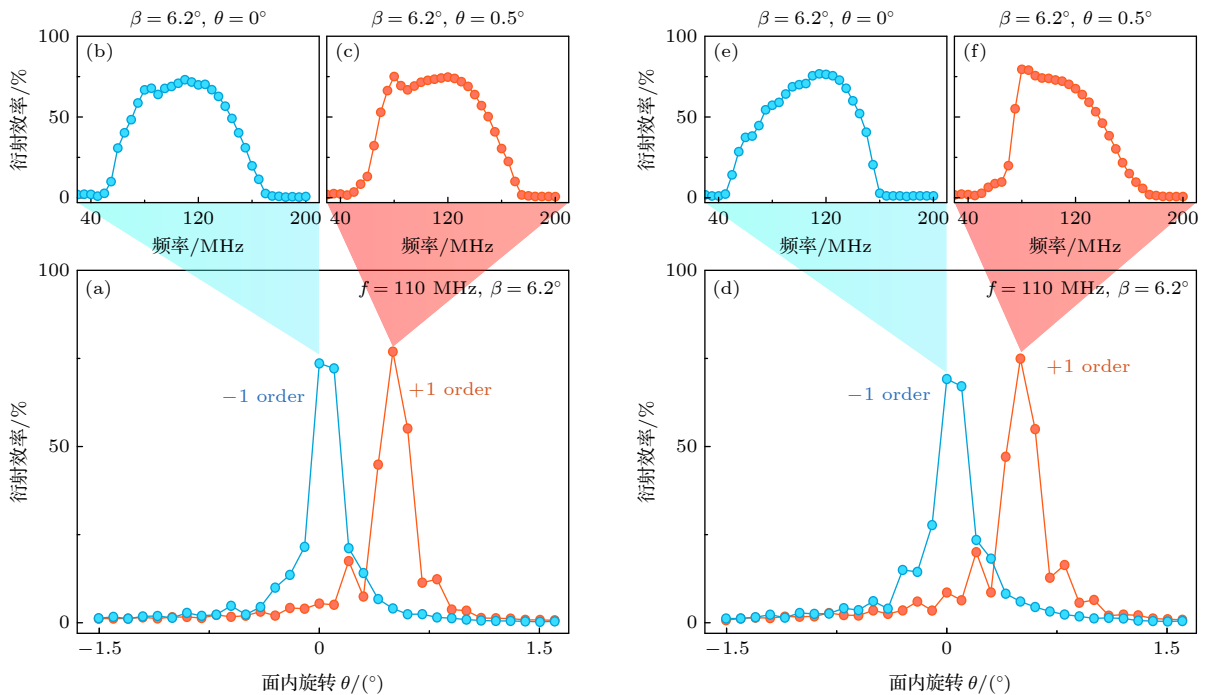 β = 6.2°, θ = 0°
β = 6.2°, θ = 0.5°
100
50
0
衍射效率/%
(b)
(c)
40
120
200
40
120
200
频率/MHz
频率/MHz
100
50
0
衍射效率/%
(a)
f = 110 MHz, β = 6.2°
−1 order
+1 order
−1.5
0
1.5
面内旋转 θ/(°)
β = 6.2°, θ = 0°
β = 6.2°, θ = 0.5°
100
50
0
衍射效率/%
(e)
(f)
40
120
200
40
120
200
频率/MHz
频率/MHz
100
50
0
衍射效率/%
(d)
f = 110 MHz, β = 6.2°
−1 order
+1 order
−1.5
0
1.5
面内旋转 θ/(°)